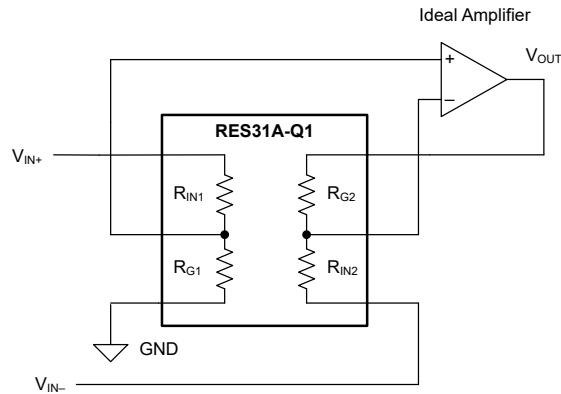 Ideal Amplifier
+
V_OUT
–
RES31A-Q1
V_IN+
R_IN1
R_G2
R_G1
R_IN2
GND
V_IN–